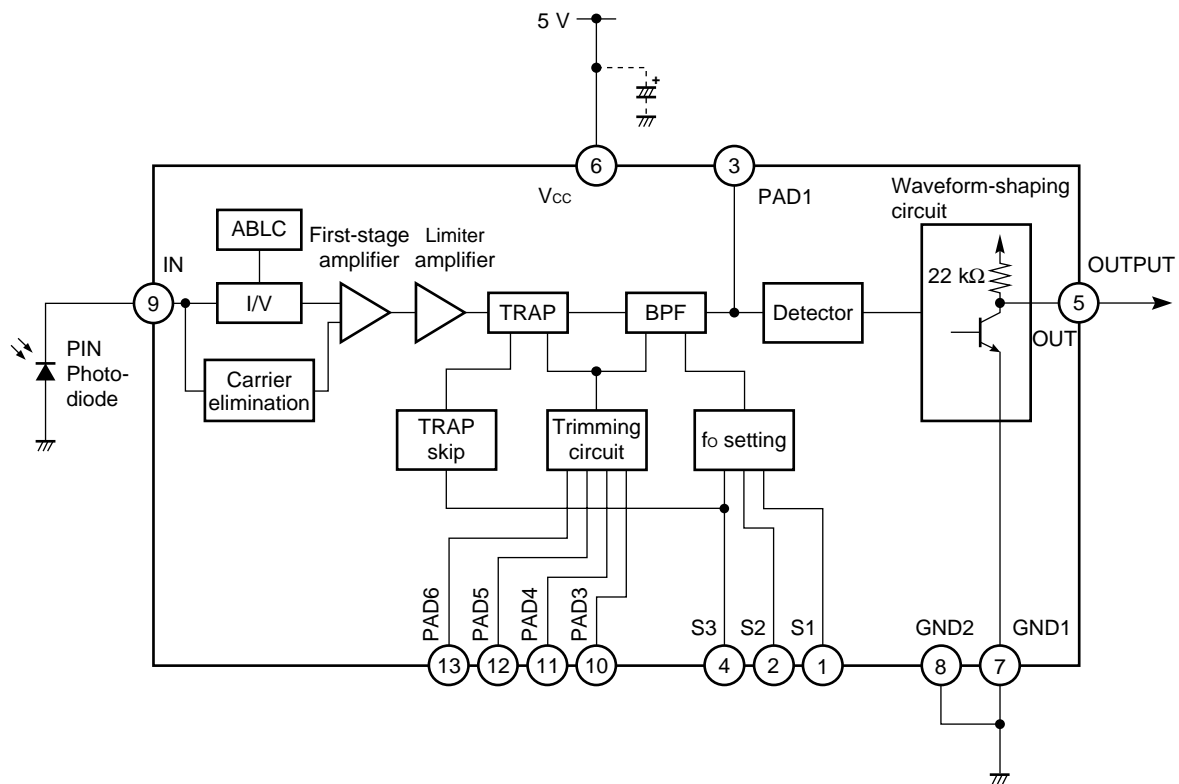 5 V
+
6
3
VCC
PAD1
Waveform-shaping
circuit
ABLC
First-stage
amplifier
Limiter
amplifier
IN
9
I/V
TRAP
BPF
Detector
22 kΩ
OUTPUT
5
OUT
PIN
Photo-
diode
Carrier
elimination
TRAP
skip
Trimming
circuit
fO setting
PAD6
PAD5
PAD4
PAD3
S3
S2
S1
GND2
GND1
13
12
11
10
4
2
1
8
7